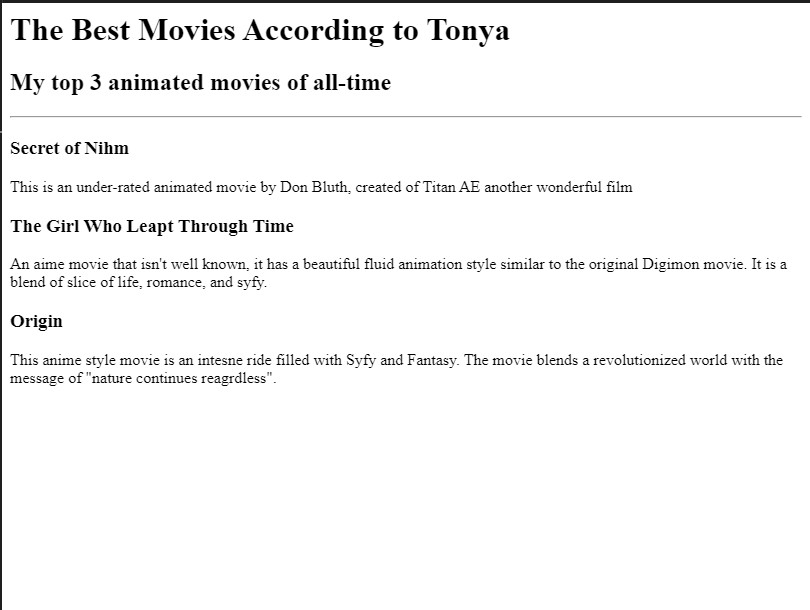 The Best Movies According to Tonya
My top 3 animated movies of all-time
Secret of Nihm
This is an under-rated animated movie by Don Bluth, created of Titan AE another wonderful film
The Girl Who Leapt Through Time
An aime movie that isn't well known, it has a beautiful fluid animation style similar to the original Digimon movie. It is a
blend of slice of life, romance, and syfy.
Origin
This anime style movie is an intesne ride filled with Syfy and Fantasy. The movie blends a revolutionized world with the
message of "nature continues reagrdless".